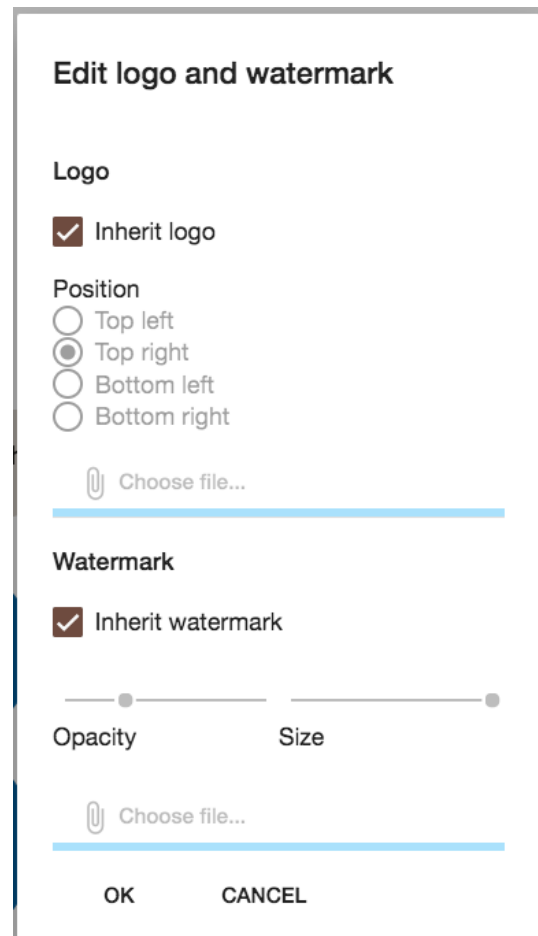 Edit logo and watermark
Logo
Inherit logo
Position
Top left
Top right
Bottom left
Bottom right
Choose file...
Watermark
Inherit watermark
Opacity Size
Choose file...
OK CANCEL